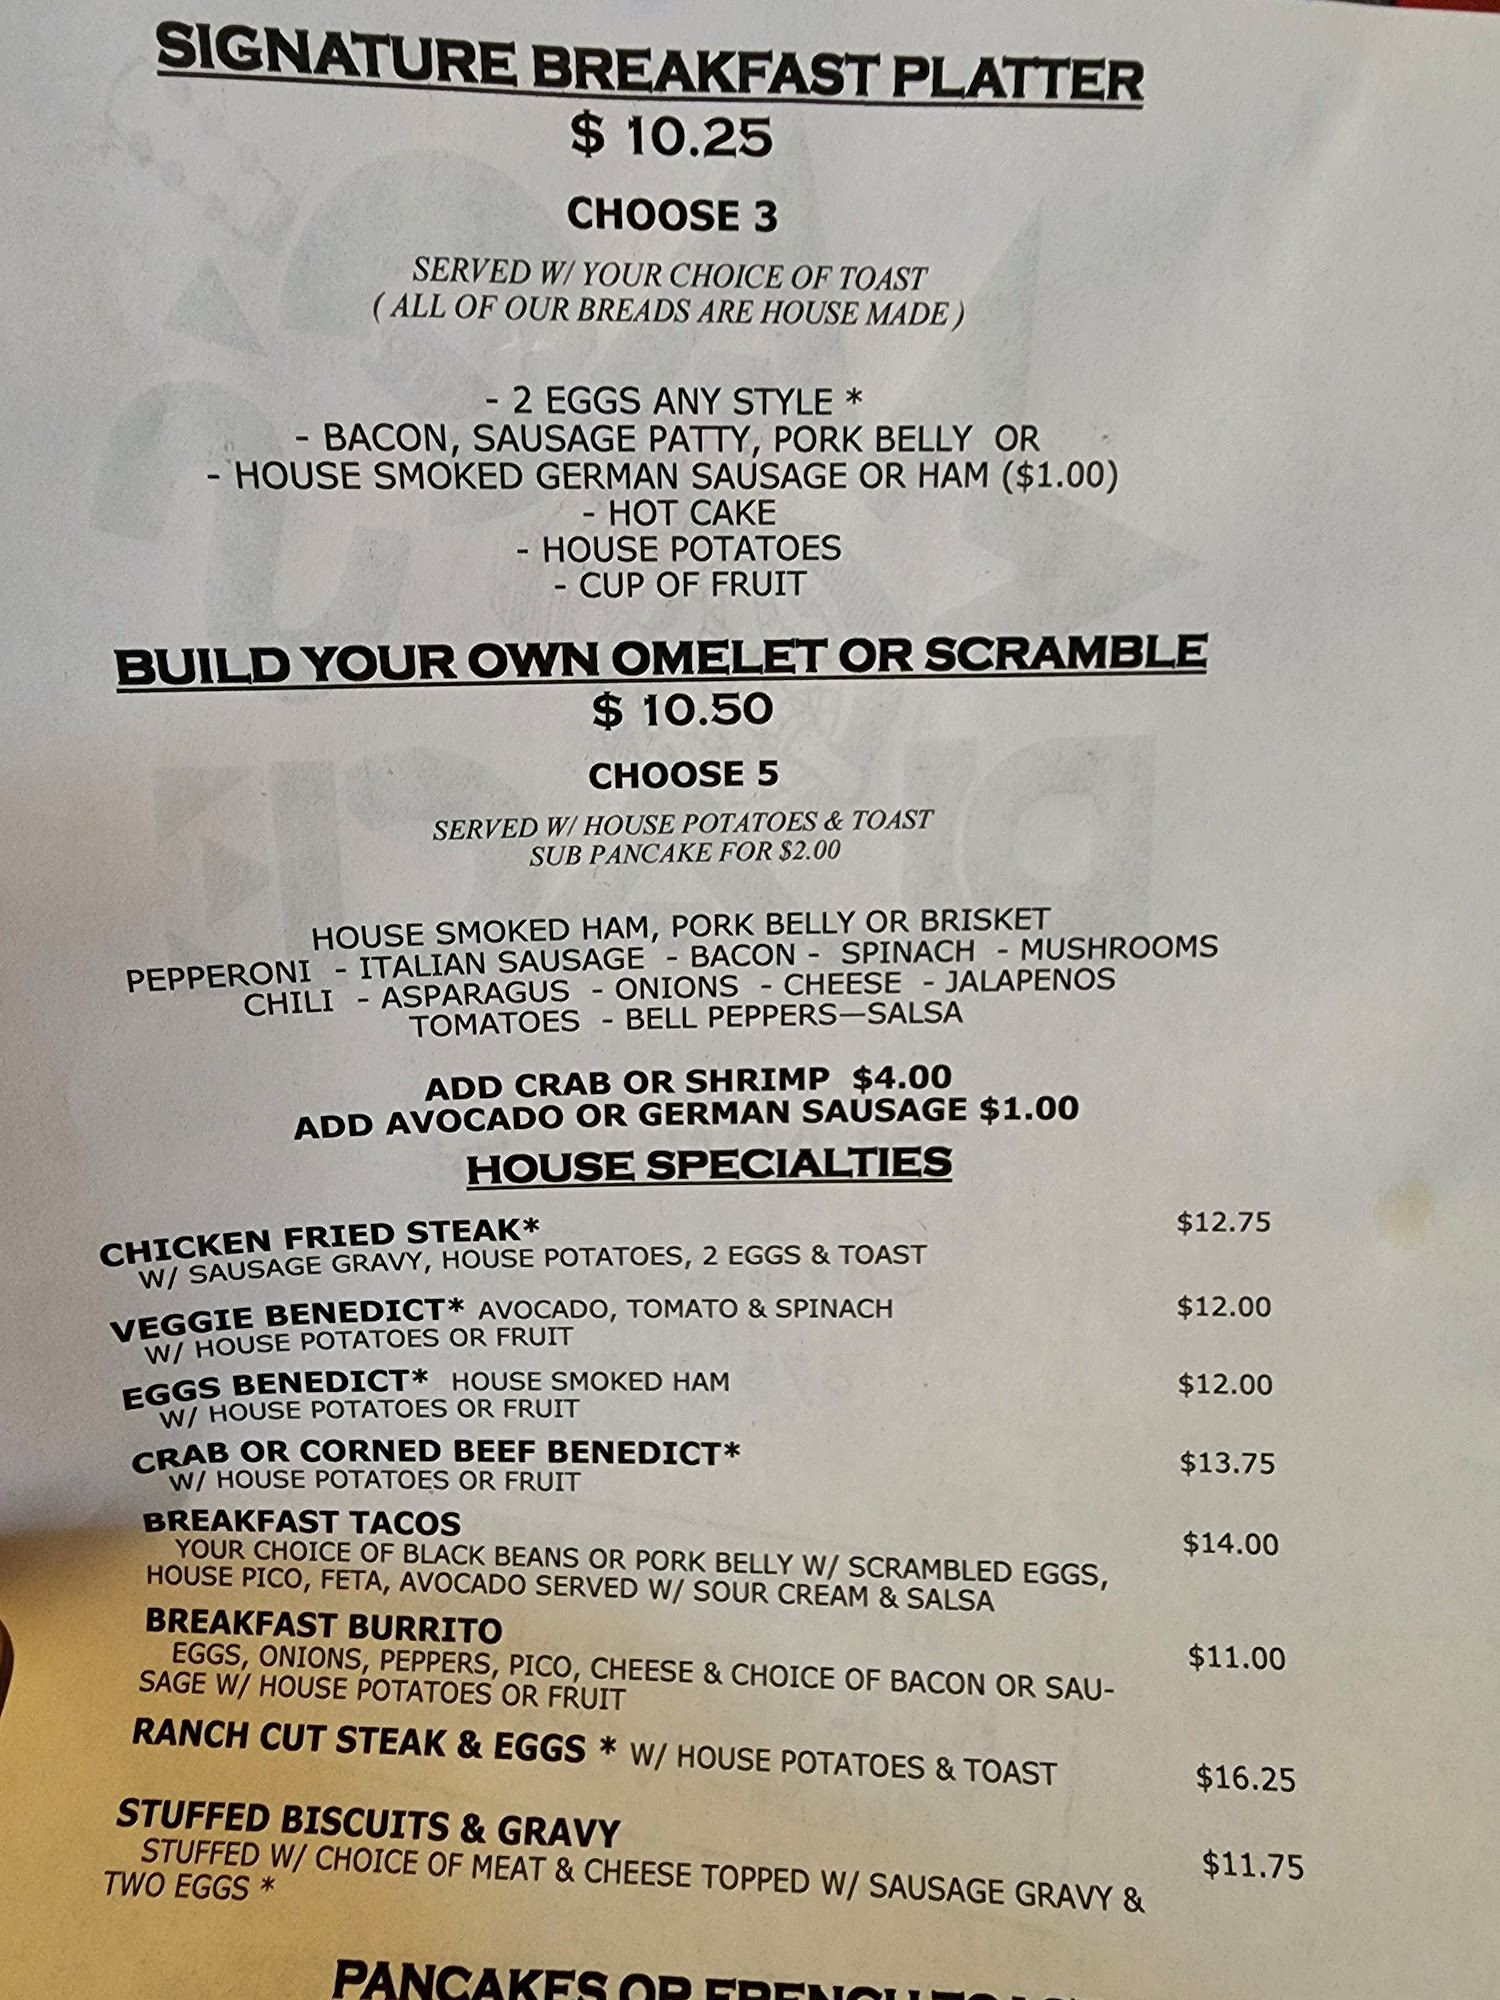 SIGNATURE BREAKFAST PLATTER
$ 10.25
CHOOSE 3
SERVED W/ YOUR CHOICE OF TOAST
( ALL OF OUR BREADS ARE HOUSE MADE )
- 2 EGGS ANY STYLE *
- BACON, SAUSAGE PATTY, PORK BELLY OR
- HOUSE SMOKED GERMAN SAUSAGE OR HAM ($1.00)
- HOT CAKE
- HOUSE POTATOES
- CUP OF FRUIT
BUILD YOUR OWN OMELET OR SCRAMBLE
$ 10.50
CHOOSE 5
SERVED W/ HOUSE POTATOES & TOAST
SUB PANCAKE FOR $2.00
HOUSE SMOKED HAM, PORK BELLY OR BRISKET
PEPPERONI - ITALIAN SAUSAGE - BACON - SPINACH - MUSHROOMS
CHILI - ASPARAGUS - ONIONS - CHEESE - JALAPENOS
TOMATOES - BELL PEPPERS—SALSA
ADD CRAB OR SHRIMP $4.00
ADD AVOCADO OR GERMAN SAUSAGE $1.00
HOUSE SPECIALTIES
CHICKEN FRIED STEAK* $12.75
W/ SAUSAGE GRAVY, HOUSE POTATOES, 2 EGGS & TOAST
VEGGIE BENEDICT* AVOCADO, TOMATO & SPINACH $12.00
W/ HOUSE POTATOES OR FRUIT
EGGS BENEDICT* HOUSE SMOKED HAM $12.00
W/ HOUSE POTATOES OR FRUIT
CRAB OR CORNED BEEF BENEDICT* $13.75
W/ HOUSE POTATOES OR FRUIT
BREAKFAST TACOS $14.00
YOUR CHOICE OF BLACK BEANS OR PORK BELLY W/ SCRAMBLED EGGS,
HOUSE PICO, FETA, AVOCADO SERVED W/ SOUR CREAM & SALSA
BREAKFAST BURRITO $11.00
EGGS, ONIONS, PEPPERS, PICO, CHEESE & CHOICE OF BACON OR SAU-
SAGE W/ HOUSE POTATOES OR FRUIT
RANCH CUT STEAK & EGGS * W/ HOUSE POTATOES & TOAST $16.25
STUFFED BISCUITS & GRAVY $11.75
STUFFED W/ CHOICE OF MEAT & CHEESE TOPPED W/ SAUSAGE GRAVY &
TWO EGGS *
PANCAKES OR FRENCH